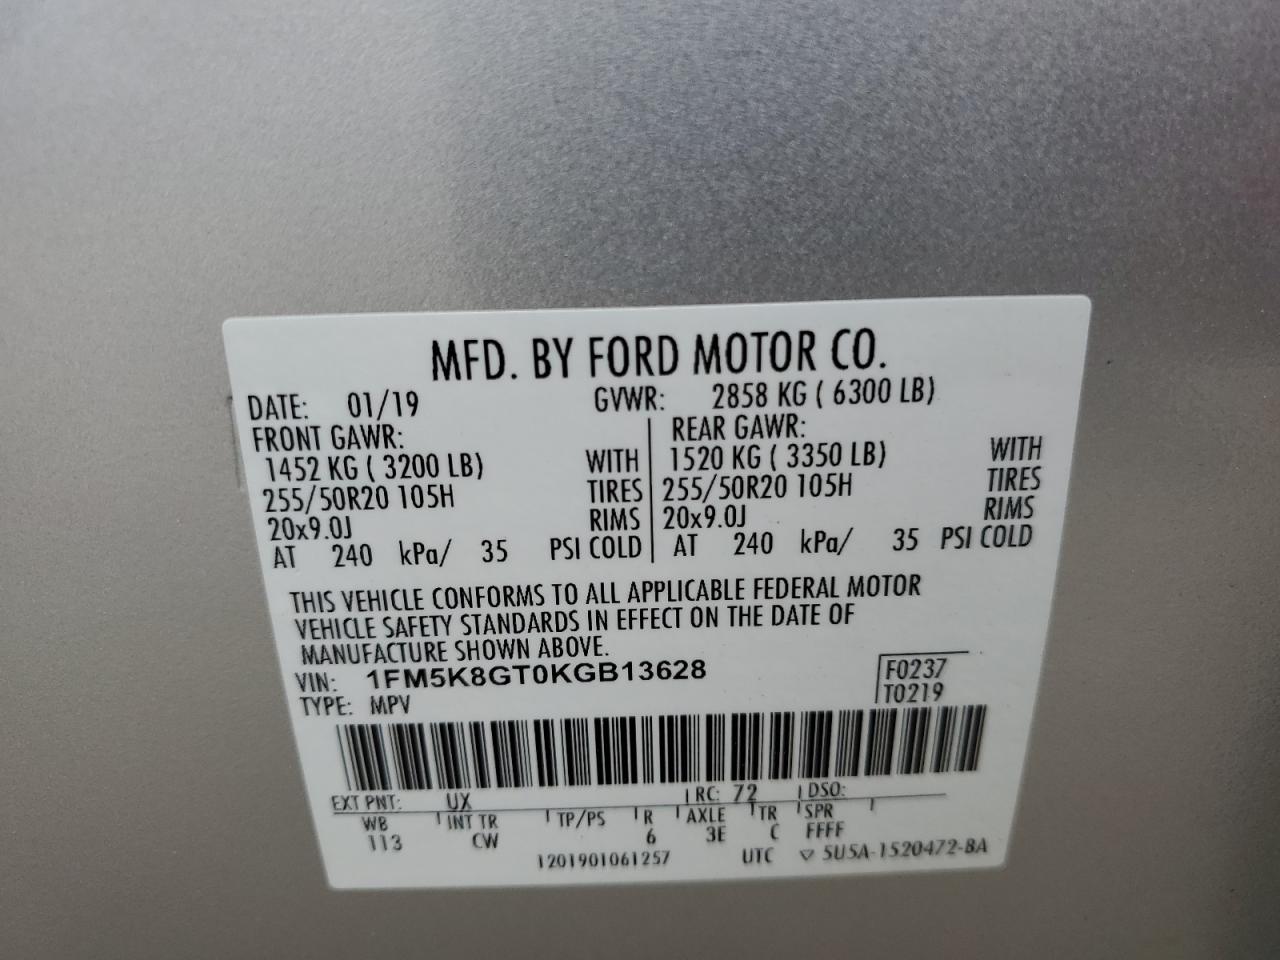 MFD. BY FORD MOTOR CO.
DATE: 01/19 GVWR: 2858 KG ( 6300 LB)
FRONT GAWR: REAR GAWR:
1452 KG ( 3200 LB) WITH 1520 KG ( 3350 LB) WITH
255/50R20 105H TIRES 255/50R20 105H TIRES
20x9.0J RIMS 20x9.0J RIMS
AT 240 kPa/ 35 PSI COLD AT 240 kPa/ 35 PSI COLD
THIS VEHICLE CONFORMS TO ALL APPLICABLE FEDERAL MOTOR
VEHICLE SAFETY STANDARDS IN EFFECT ON THE DATE OF
MANUFACTURE SHOWN ABOVE.
VIN: 1FM5K8GT0KGB13628 F0237
TYPE: MPV T0219
EXT PNT: UX RC: 72 DSO:
WB INT TR TP/PS R AXLE TR SPR
113 CW 6 3E C FFFF
1201901061257 UTC ▽ 5U5A-1520472-BA